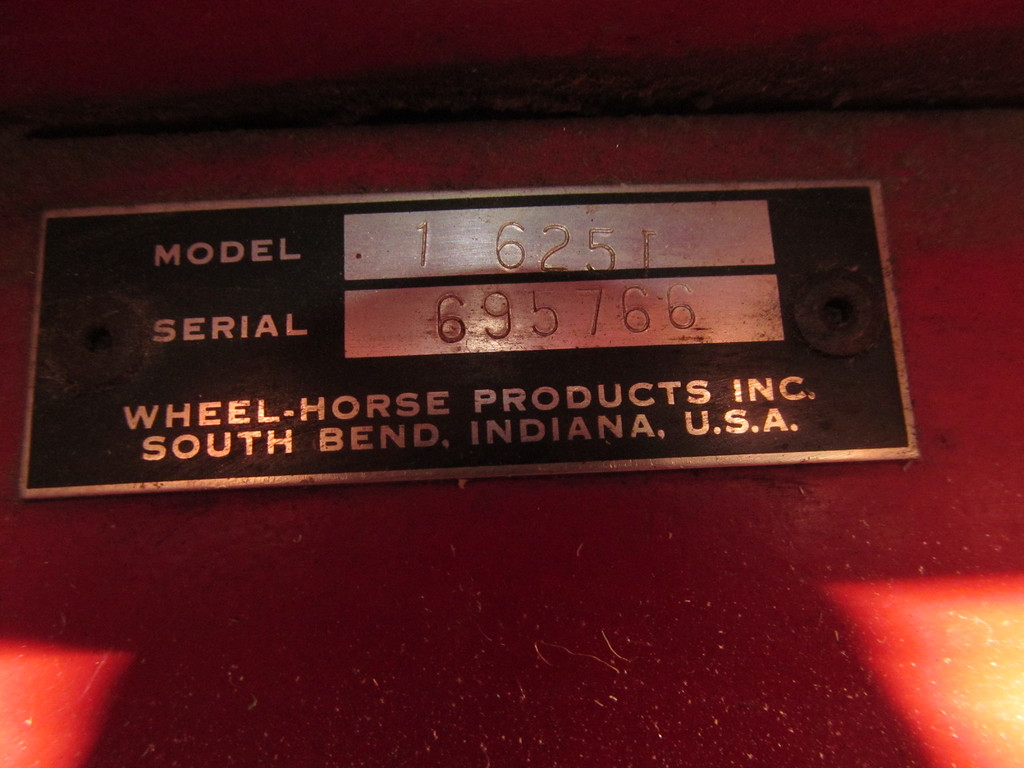 MODEL 1 6251
SERIAL 695766
WHEEL-HORSE PRODUCTS INC.
SOUTH BEND, INDIANA, U.S.A.